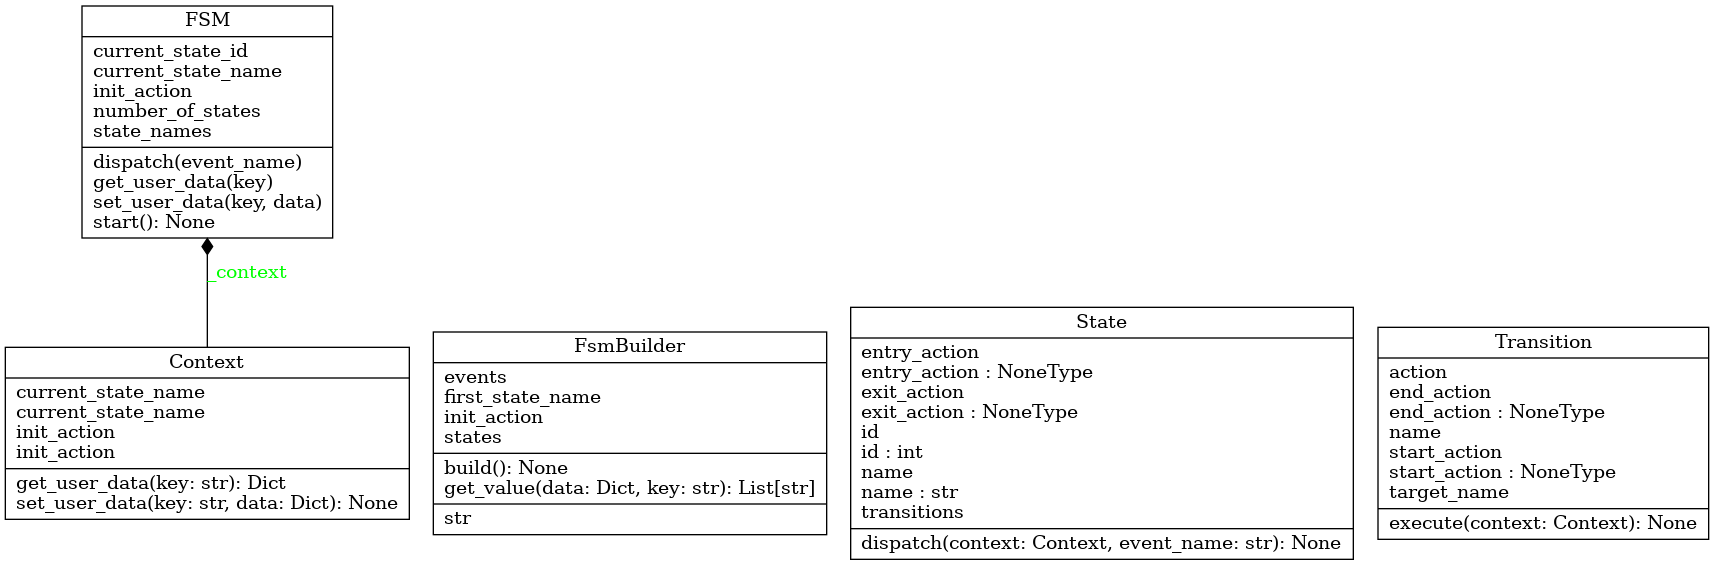 FSM
current_state_id
current_state_name
init_action
number_of_states
state_names
dispatch(event_name)
get_user_data(key)
set_user_data(key, data)
start(): None
_context
Context
current_state_name
current_state_name
init_action
init_action
get_user_data(key: str): Dict
set_user_data(key: str, data: Dict): None
FsmBuilder
events
first_state_name
init_action
states
build(): None
get_value(data: Dict, key: str): List[str]
str
State
entry_action
entry_action : NoneType
exit_action
exit_action : NoneType
id
id : int
name
name : str
transitions
dispatch(context: Context, event_name: str): None
Transition
action
end_action
end_action : NoneType
name
start_action
start_action : NoneType
target_name
execute(context: Context): None